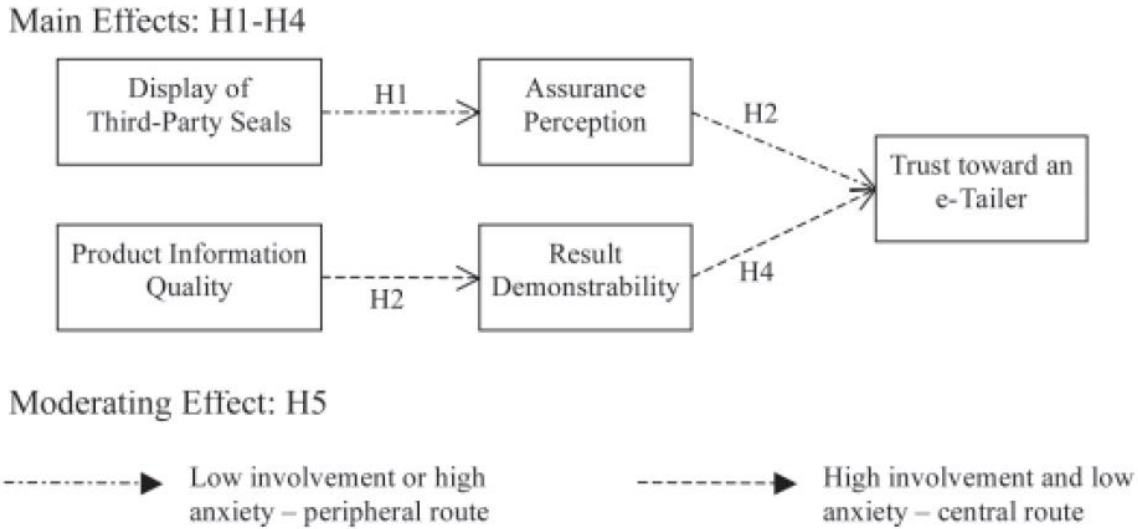 Main Effects: H1-H4
Display of
Third-Party Seals
H1
Assurance
Perception
H2
Trust toward an
e-Tailer
Product Information
Quality
H2
Result
Demonstrability
H4
Moderating Effect: H5
Low involvement or high
anxiety – peripheral route
High involvement and low
anxiety – central route